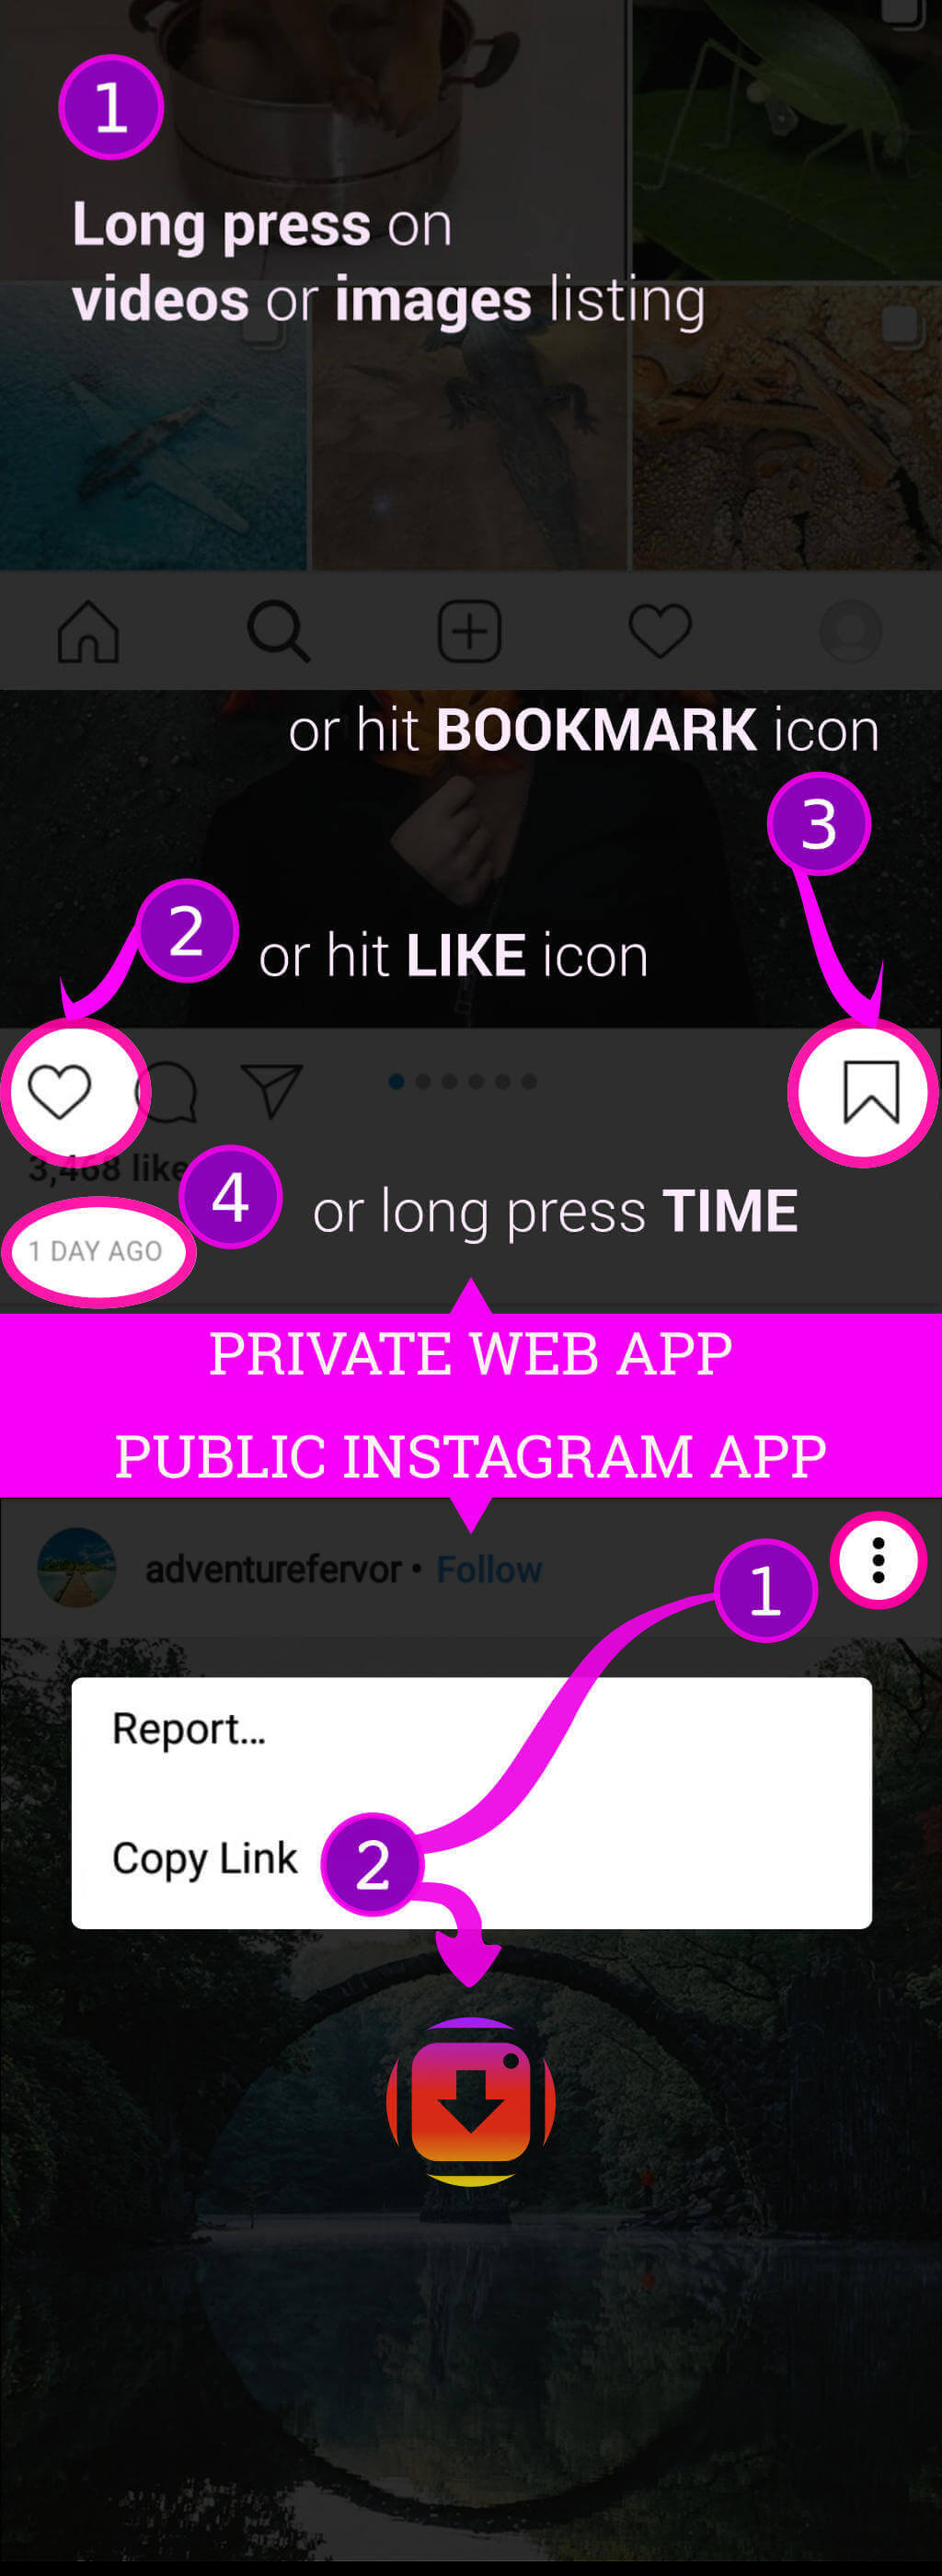 1
Long press on
videos or images listing
or hit BOOKMARK icon
3
2
or hit LIKE icon
3,468 like
4
or long press TIME
1 DAY AGO
PRIVATE WEB APP
PUBLIC INSTAGRAM APP
adventurefervor • Follow
1
Report...
Copy Link
2